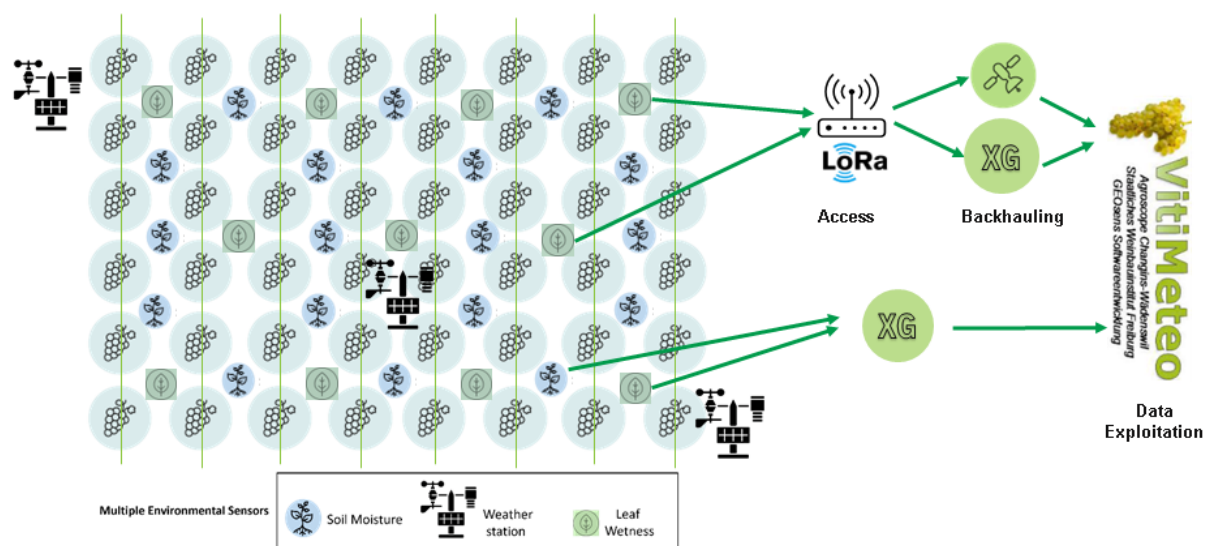 LoRa
XG
Access
Backhauling
VitiMeteo
Agroscope Changins-Wädenswil
Staatliches Weinbauinstitut Freiburg
GEOsens Softwareentwicklung
XG
Data
Exploitation
Multiple Environmental Sensors
Soil Moisture
Weather
station
Leaf
Wetness